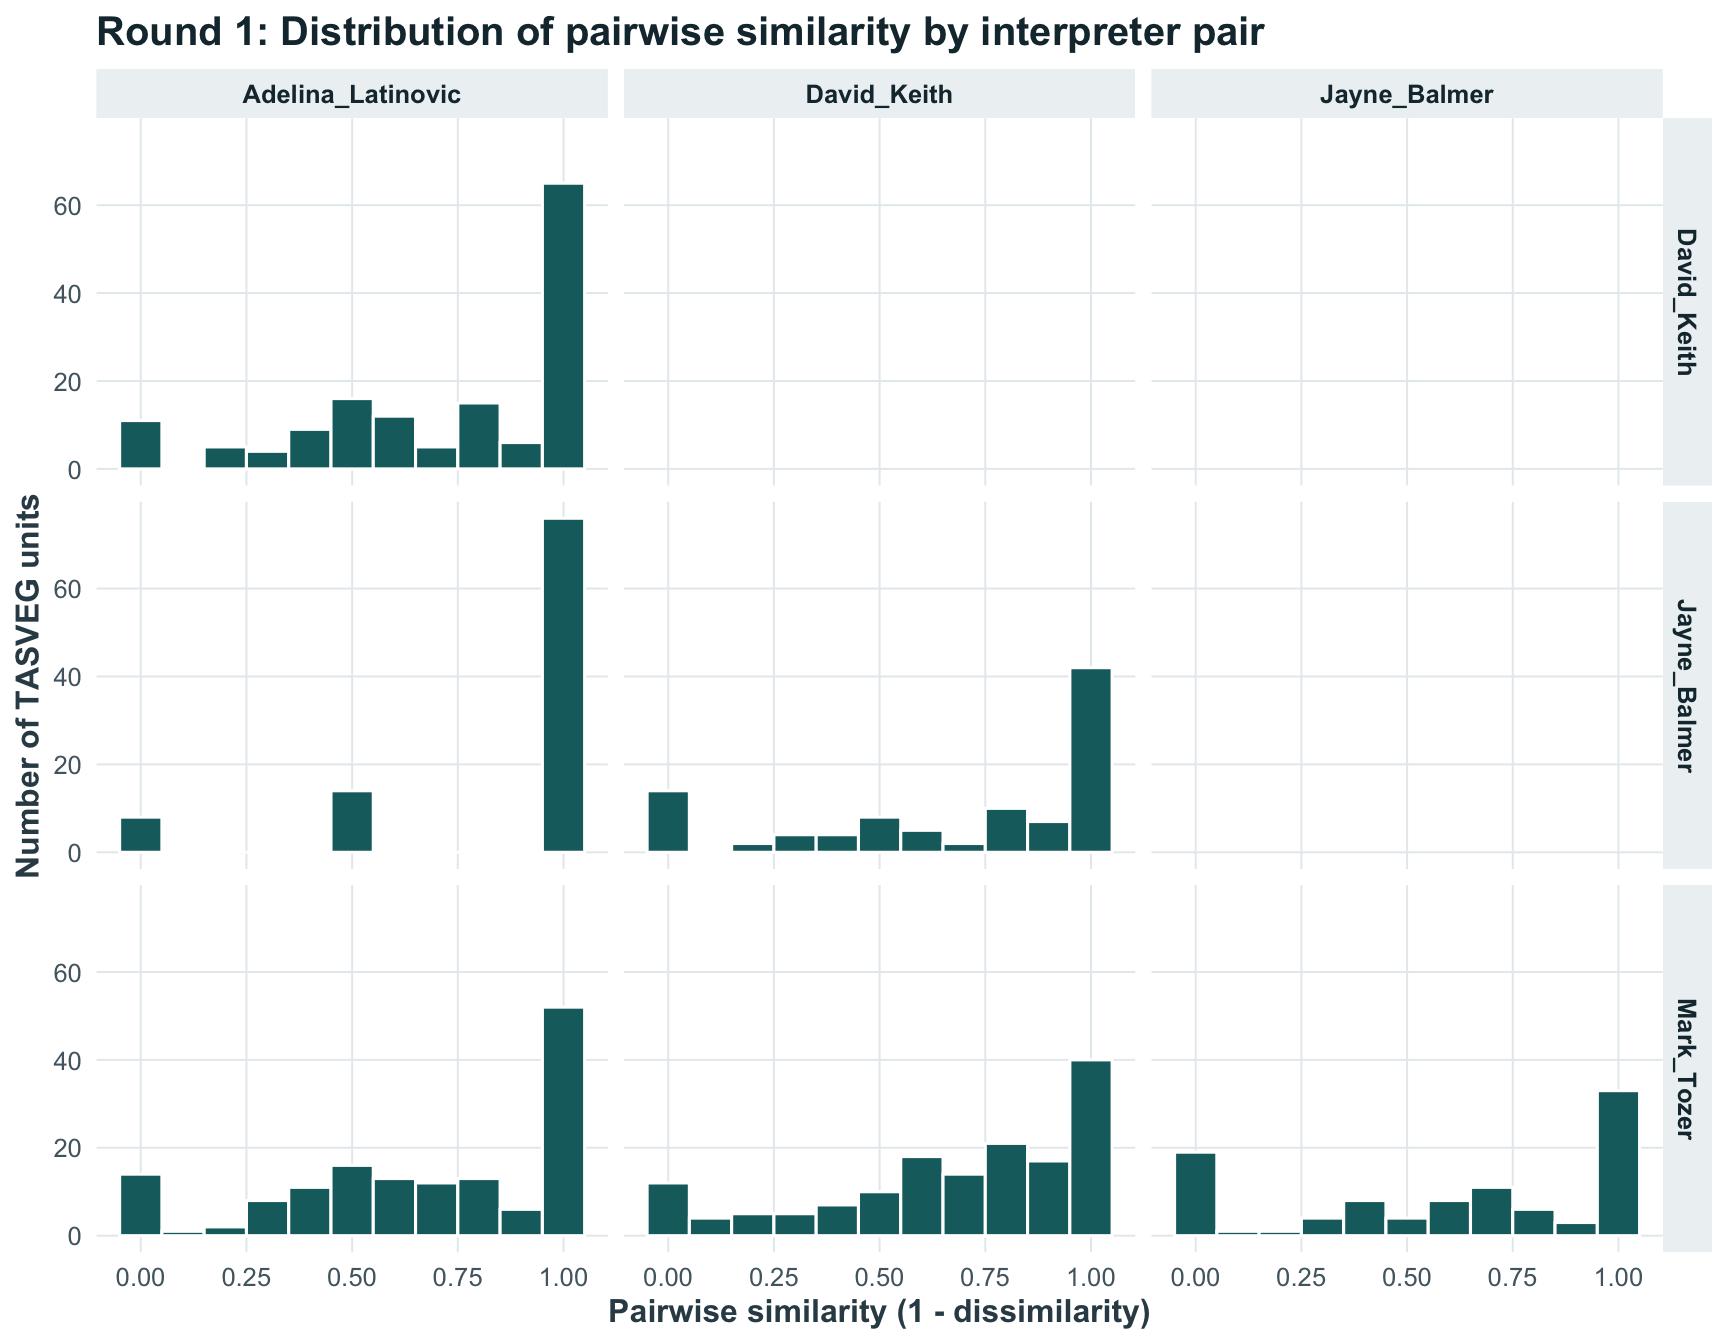 Round 1: Distribution of pairwise similarity by interpreter pair
Adelina_Latinovic
David_Keith
Jayne_Balmer
60
40
20
0
David_Keith
Number of TASVEG units
60
40
20
0
Jayne_Balmer
60
40
20
0
Mark_Tozer
0.00 0.25 0.50 0.75 1.00
0.00 0.25 0.50 0.75 1.00
0.00 0.25 0.50 0.75 1.00
Pairwise similarity (1 - dissimilarity)